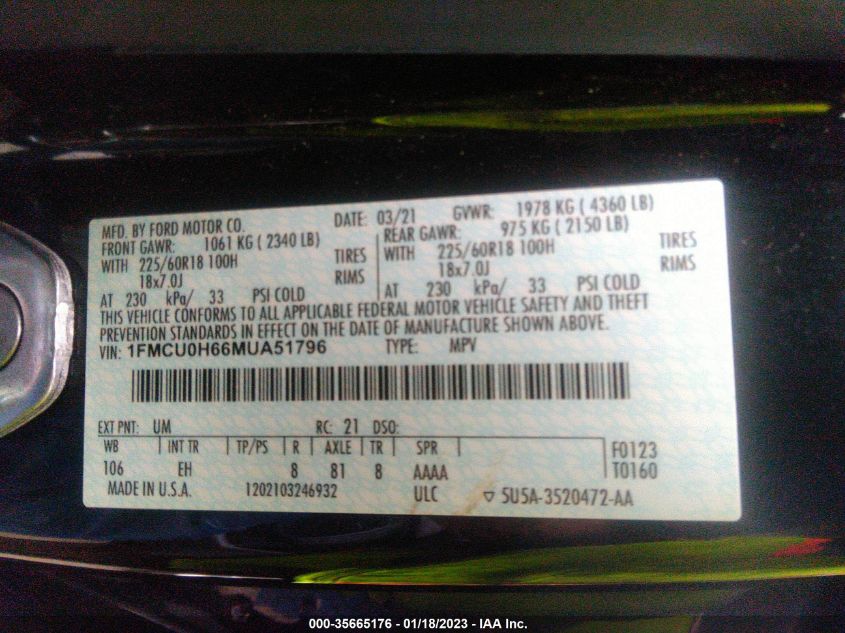 MFD. BY FORD MOTOR CO. DATE: 03/21 GVWR: 1978 KG ( 4360 LB)
FRONT GAWR: 1061 KG ( 2340 LB) REAR GAWR: 975 KG ( 2150 LB)
WITH 225/60R18 100H TIRES WITH 225/60R18 100H TIRES
18x7.0J RIMS 18x7.0J RIMS
AT 230 kPa/ 33 PSI COLD AT 230 kPa/ 33 PSI COLD
THIS VEHICLE CONFORMS TO ALL APPLICABLE FEDERAL MOTOR VEHICLE SAFETY AND THEFT
PREVENTION STANDARDS IN EFFECT ON THE DATE OF MANUFACTURE SHOWN ABOVE.
VIN: 1FMCU0H66MUA51796 TYPE: MPV
EXT PNT: UM RC: 21 DSO:
WB INT TR TP/PS R AXLE TR SPR F0123
106 EH 8 81 8 AAAA T0160
MADE IN U.S.A. 1202103246932 ULC ▽ 5U5A-3520472-AA
000-35665176 - 01/18/2023 - IAA Inc.